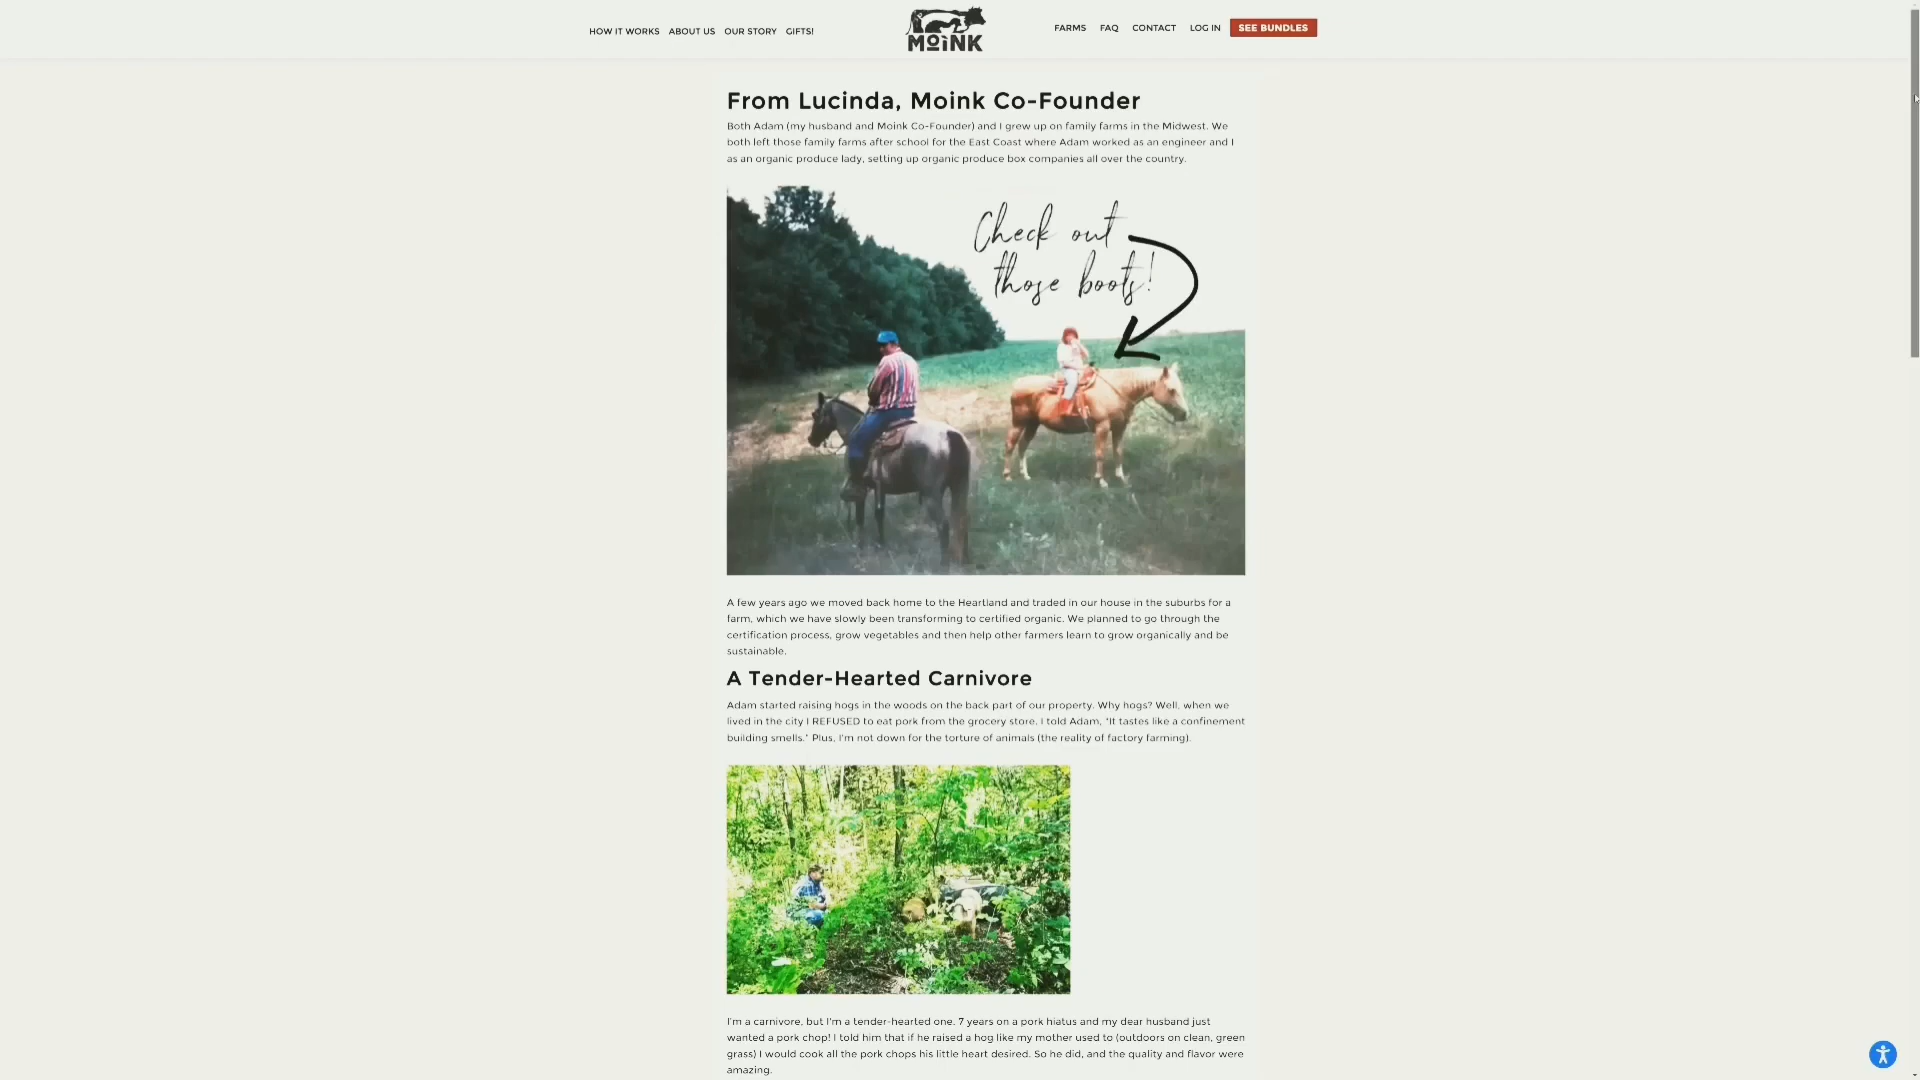 HOW IT WORKS ABOUT US OUR STORY GIFTS!
MOINK
FARMS FAQ CONTACT LOG IN SEE BUNDLES
From Lucinda, Moink Co-Founder
Both Adam (my husband and Moink Co-Founder) and I grew up on family farms in the Midwest. We
both left those family farms after school for the East Coast where Adam worked as an engineer and I
as an organic produce lady, setting up organic produce box companies all over the country.
Check out
those boots!
A few years ago we moved back home to the Heartland and traded in our house in the suburbs for a
farm, which we have slowly been transforming to certified organic. We planned to go through the
certification process, grow vegetables and then help other farmers learn to grow organically and be
sustainable.
A Tender-Hearted Carnivore
Adam started raising hogs in the woods on the back part of our property. Why hogs? Well, when we
lived in the city I REFUSED to eat pork from the grocery store. I told Adam, "It tastes like a confinement
building smells." Plus, I'm not down for the torture of animals (the reality of factory farming).
I'm a carnivore, but I'm a tender-hearted one. 7 years on a pork hiatus and my dear husband just
wanted a pork chop! I told him that if he raised a hog like my mother used to (outdoors on clean, green
grass) I would cook all the pork chops his little heart desired. So he did, and the quality and flavor were
amazing.